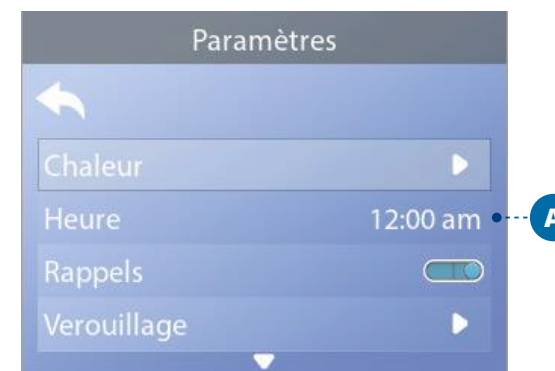 Paramètres
Chaleur
Heure 12:00 am
A
Rappels
Verouillage